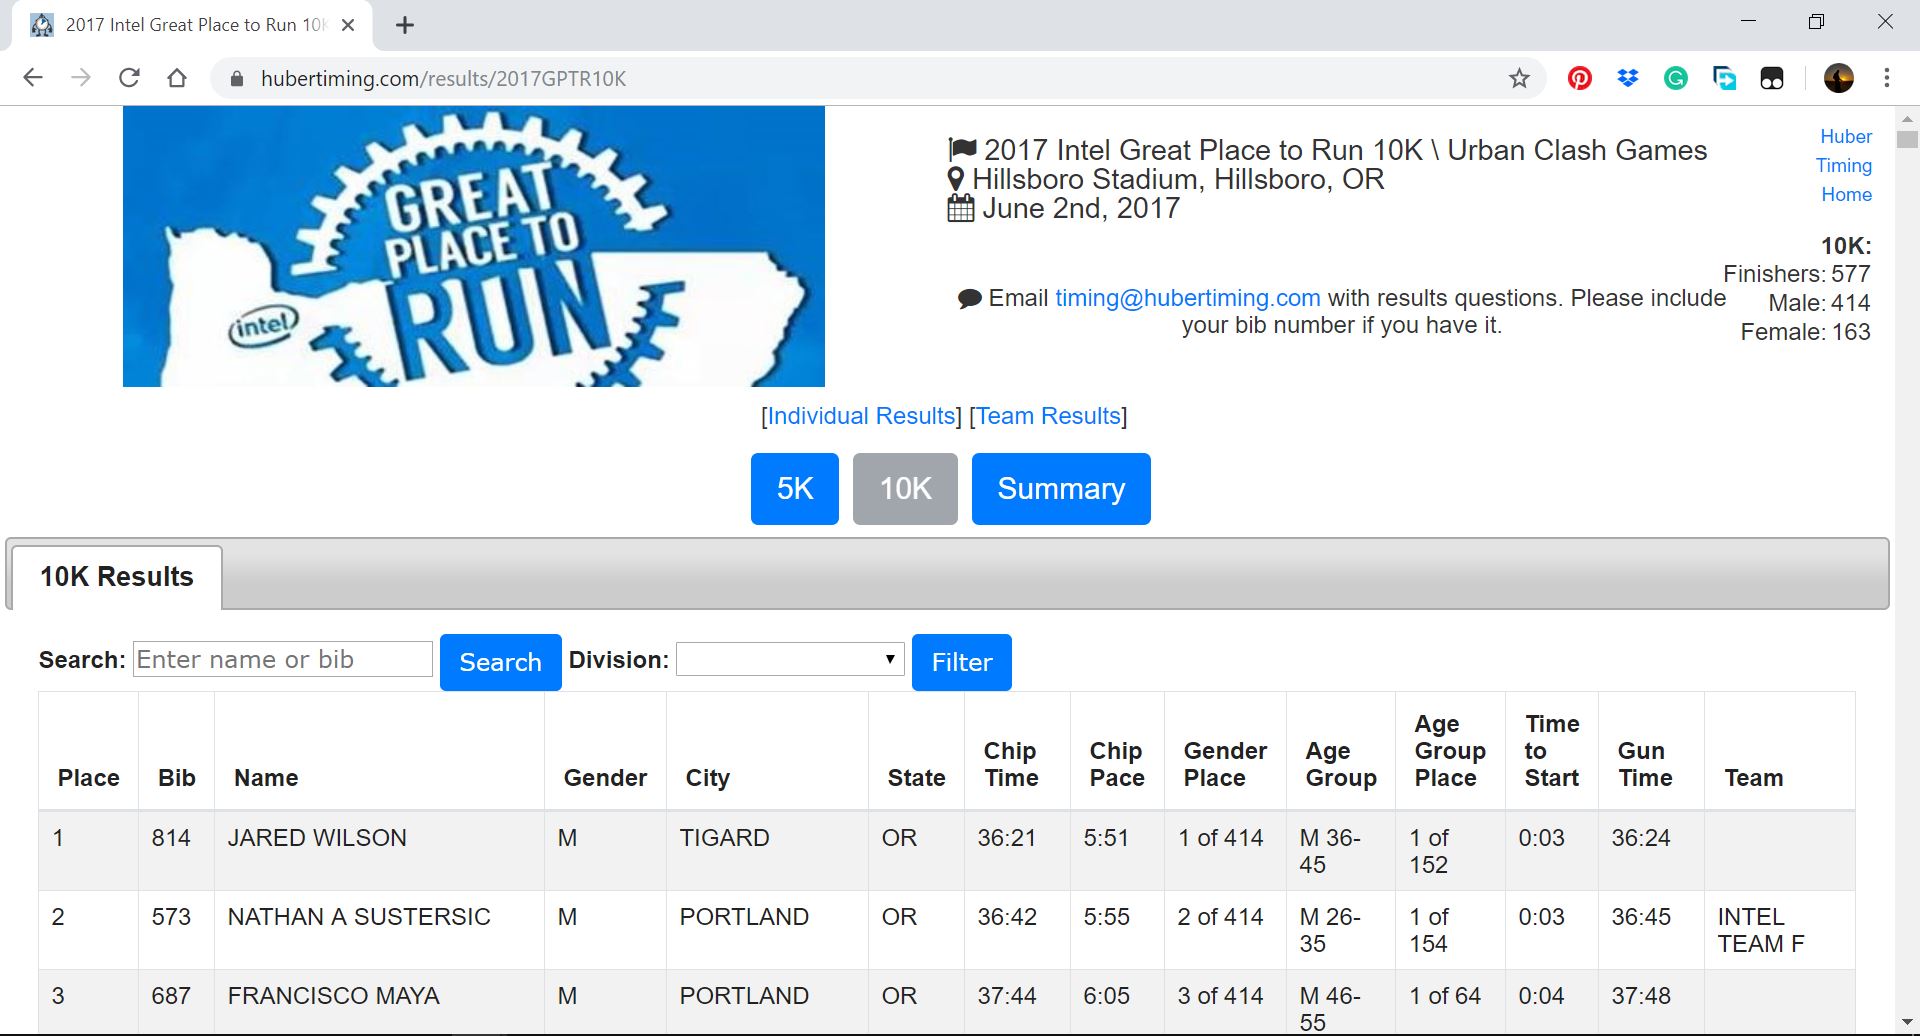 2017 Intel Great Place to Run 10K
hubertiming.com/results/2017GPTR10K
GREAT
PLACE TO
RUN
intel
2017 Intel Great Place to Run 10K \ Urban Clash Games
Hillsboro Stadium, Hillsboro, OR
June 2nd, 2017
Email timing@hubertiming.com with results questions. Please include
your bib number if you have it.
Huber
Timing
Home
10K:
Finishers: 577
Male: 414
Female: 163
[Individual Results] [Team Results]
5K 10K Summary
10K Results
Search: Enter name or bib Search Division: Filter
Place Bib Name Gender City State Chip Time Chip Pace Gender Place Age Group Age Group Place Time to Start Gun Time Team
1 814 JARED WILSON M TIGARD OR 36:21 5:51 1 of 414 M 36-45 1 of 152 0:03 36:24
2 573 NATHAN A SUSTERSIC M PORTLAND OR 36:42 5:55 2 of 414 M 26-35 1 of 154 0:03 36:45 INTEL TEAM F
3 687 FRANCISCO MAYA M PORTLAND OR 37:44 6:05 3 of 414 M 46-55 1 of 64 0:04 37:48